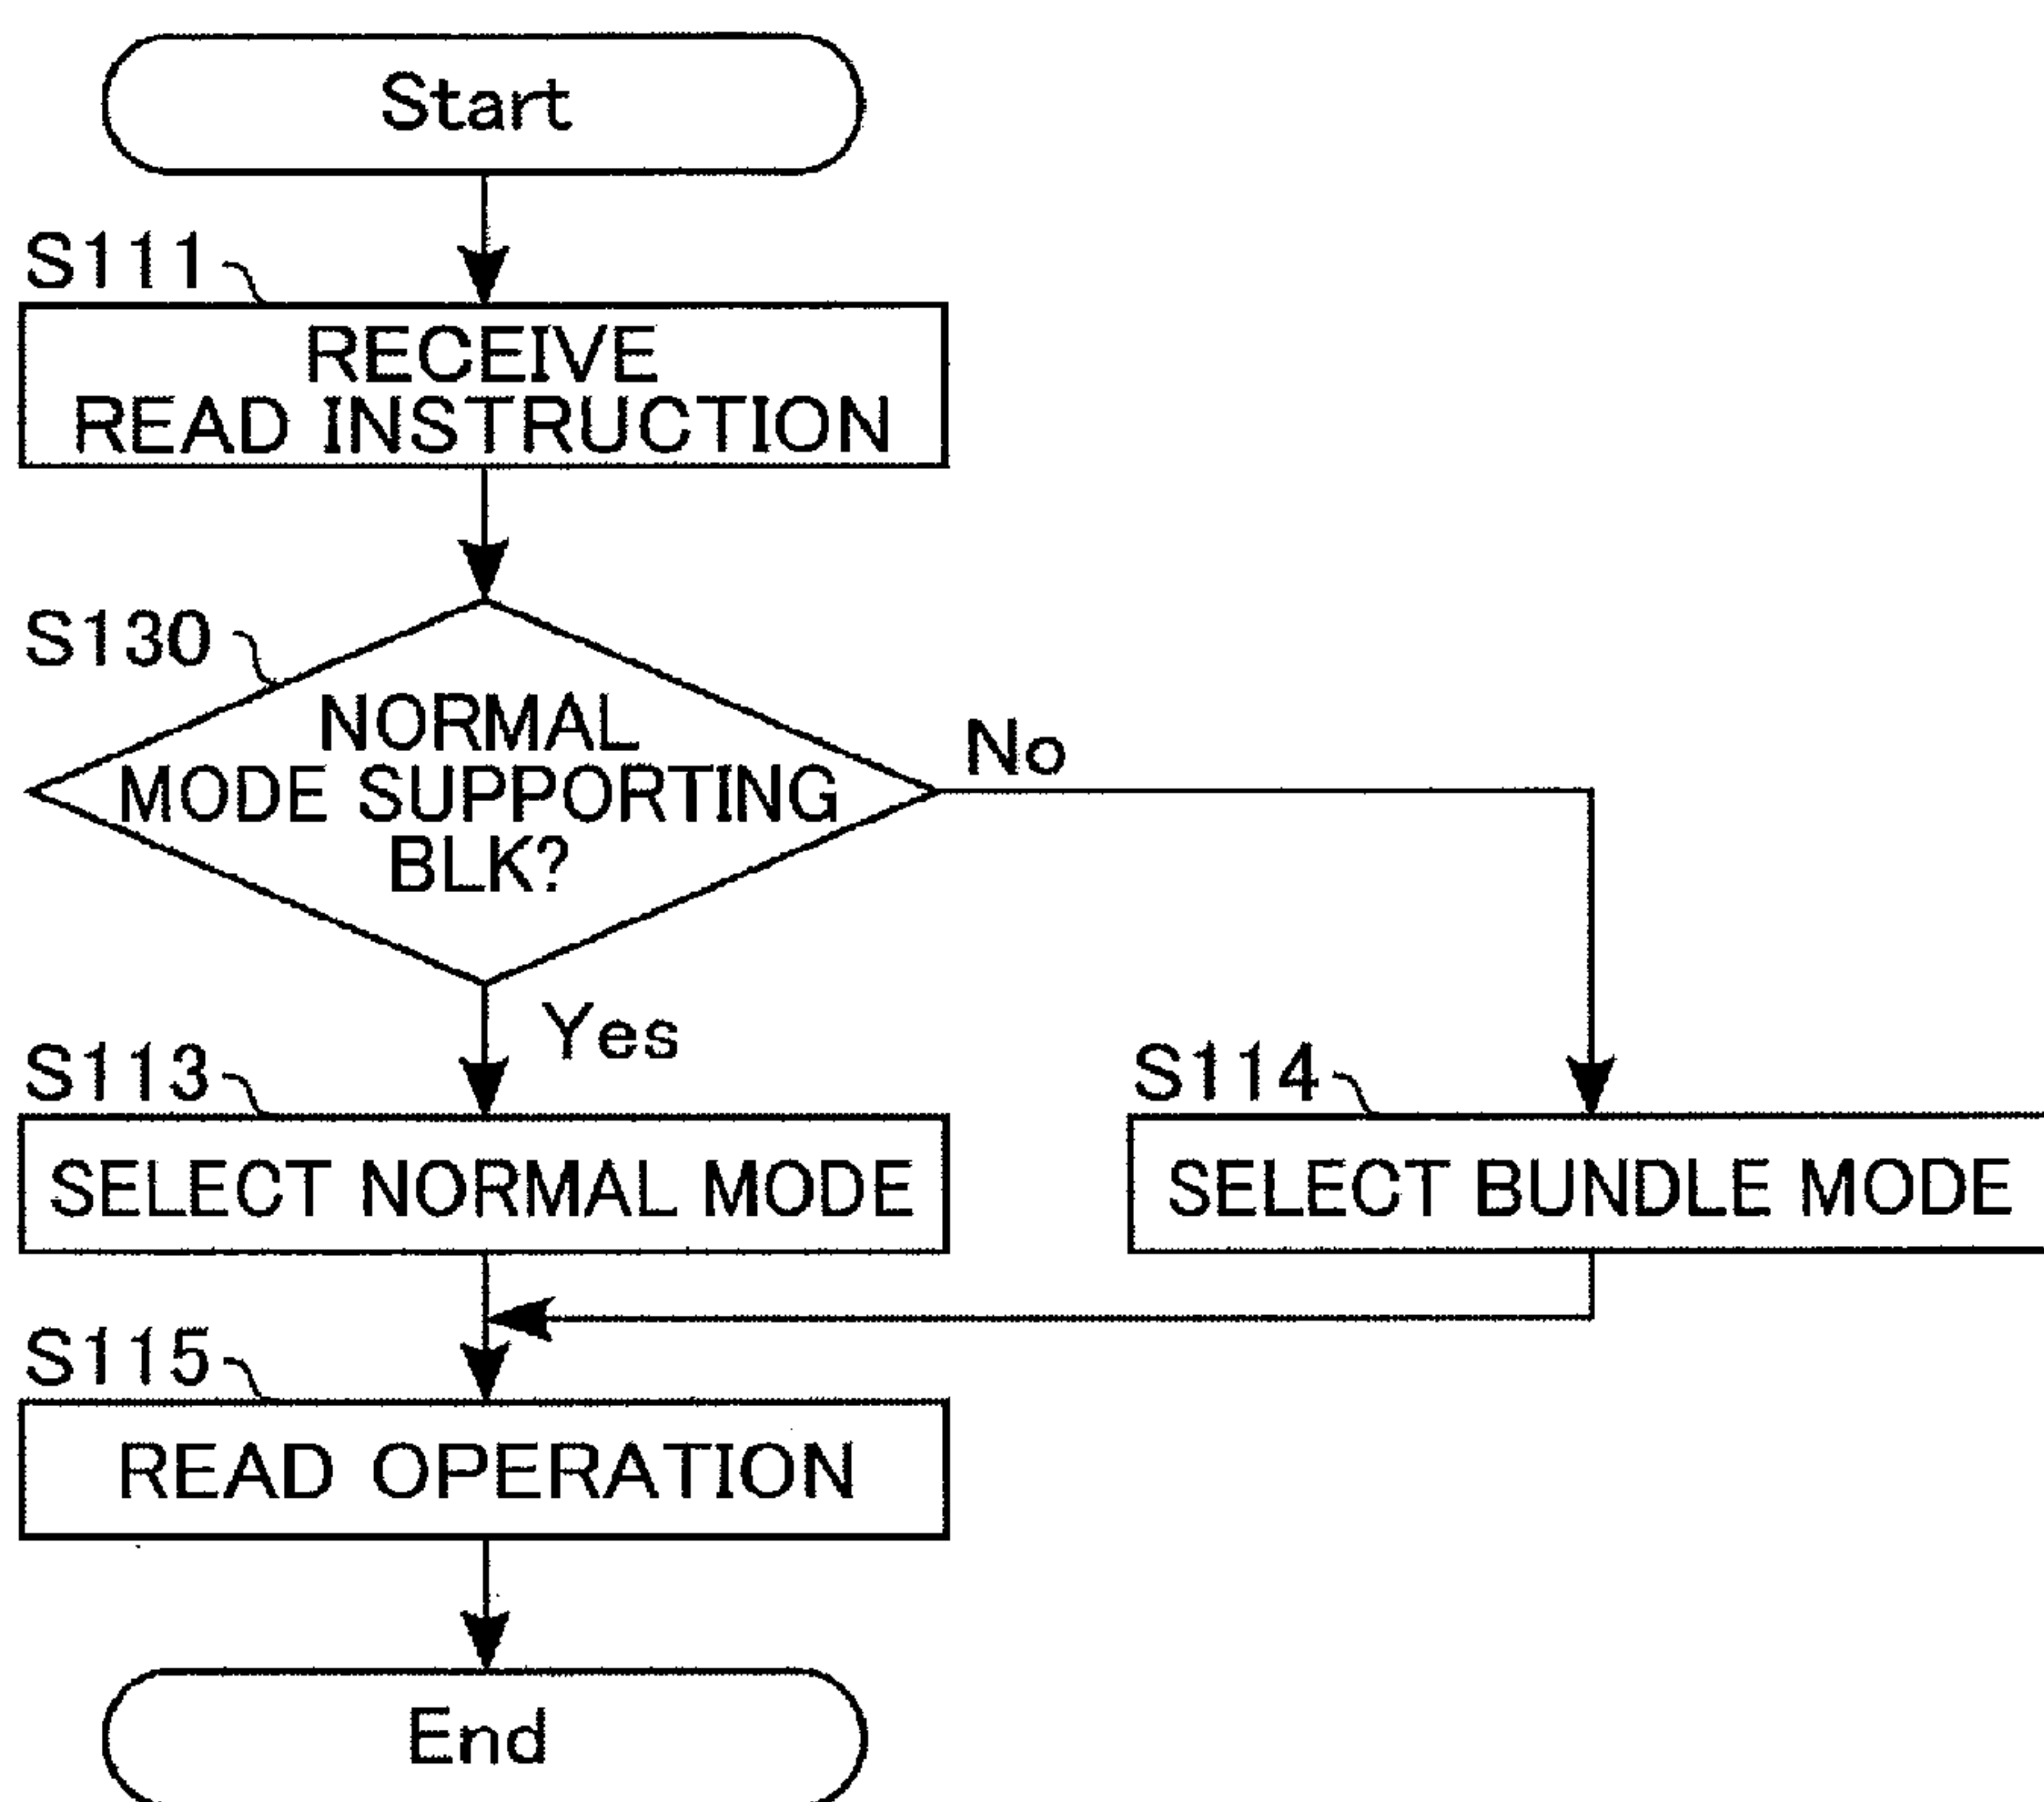 Start
S111
RECEIVE
READ INSTRUCTION
S130
NORMAL
MODE SUPPORTING
BLK?
No
Yes
S113
SELECT NORMAL MODE
S114
SELECT BUNDLE MODE
S115
READ OPERATION
End